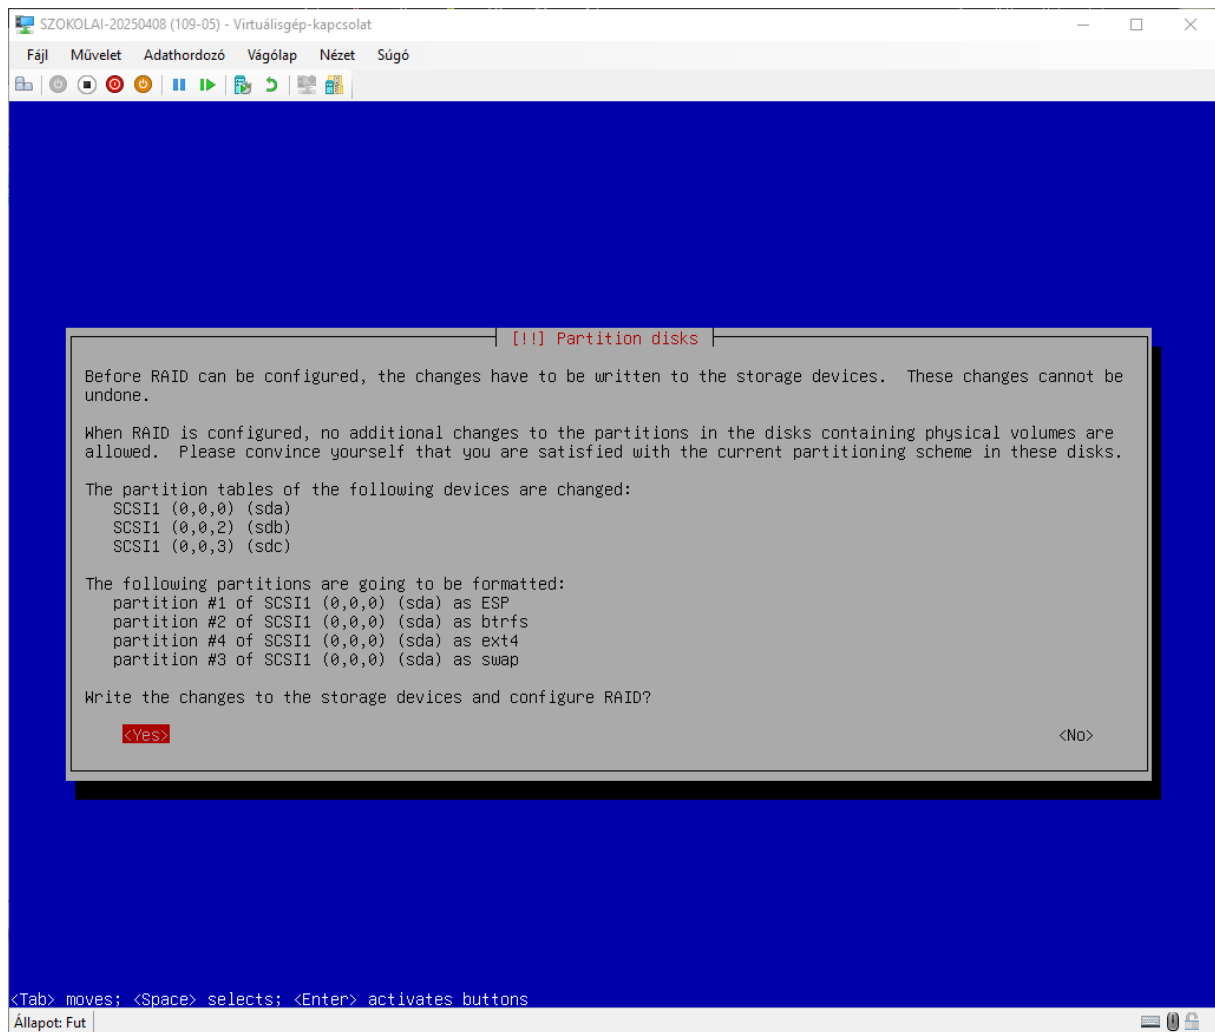 SZOKOLAI-20250408 (109-05) - Virtuálisgép-kapcsolat
Fájl Művelet Adathordozó Vágólap Nézet Súgó
[!!] Partition disks
Before RAID can be configured, the changes have to be written to the storage devices.  These changes cannot be
undone.
When RAID is configured, no additional changes to the partitions in the disks containing physical volumes are
allowed.  Please convince yourself that you are satisfied with the current partitioning scheme in these disks.
The partition tables of the following devices are changed:
SCSI1 (0,0,0) (sda)
SCSI1 (0,0,2) (sdb)
SCSI1 (0,0,3) (sdc)
The following partitions are going to be formatted:
partition #1 of SCSI1 (0,0,0) (sda) as ESP
partition #2 of SCSI1 (0,0,0) (sda) as btrfs
partition #4 of SCSI1 (0,0,0) (sda) as ext4
partition #3 of SCSI1 (0,0,0) (sda) as swap
Write the changes to the storage devices and configure RAID?
<Yes> <No>
<Tab> moves; <Space> selects; <Enter> activates buttons
Állapot: Fut